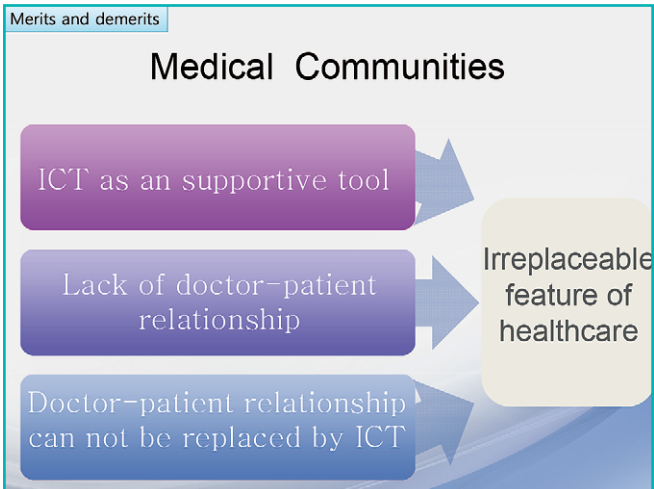 Merits and demerits
Medical Communities
ICT as an supportive tool
Lack of doctor-patient
relationship
Doctor-patient relationship
can not be replaced by ICT
Irreplaceable
feature of
healthcare